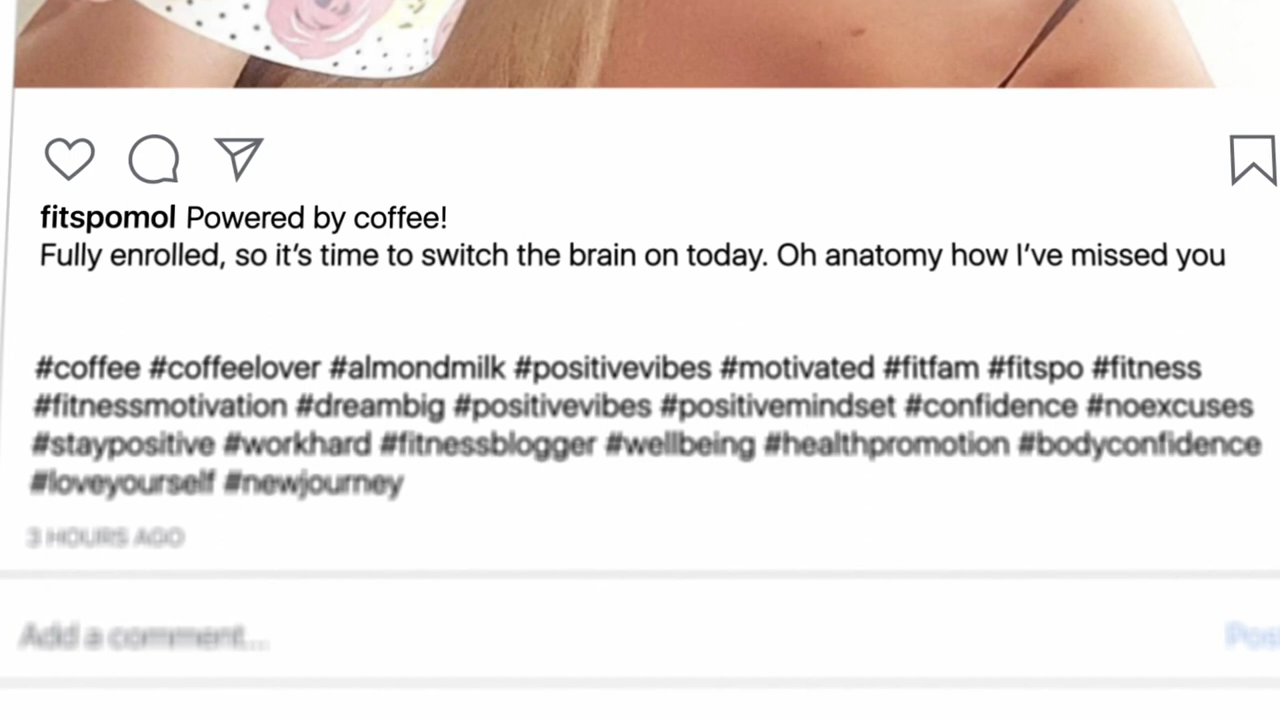 fitspomol Powered by coffee!
Fully enrolled, so it’s time to switch the brain on today. Oh anatomy how I’ve missed you
#coffee #coffeelover #almondmilk #positivevibes #motivated #fitfam #fitspo #fitness
#fitnessmotivation #dreambig #positivevibes #positivemindset #confidence #noexcuses
#staypositive #workhard #fitnessblogger #wellbeing #healthpromotion #bodyconfidence
#loveyourself #newjourney
3 HOURS AGO
Add a comment...